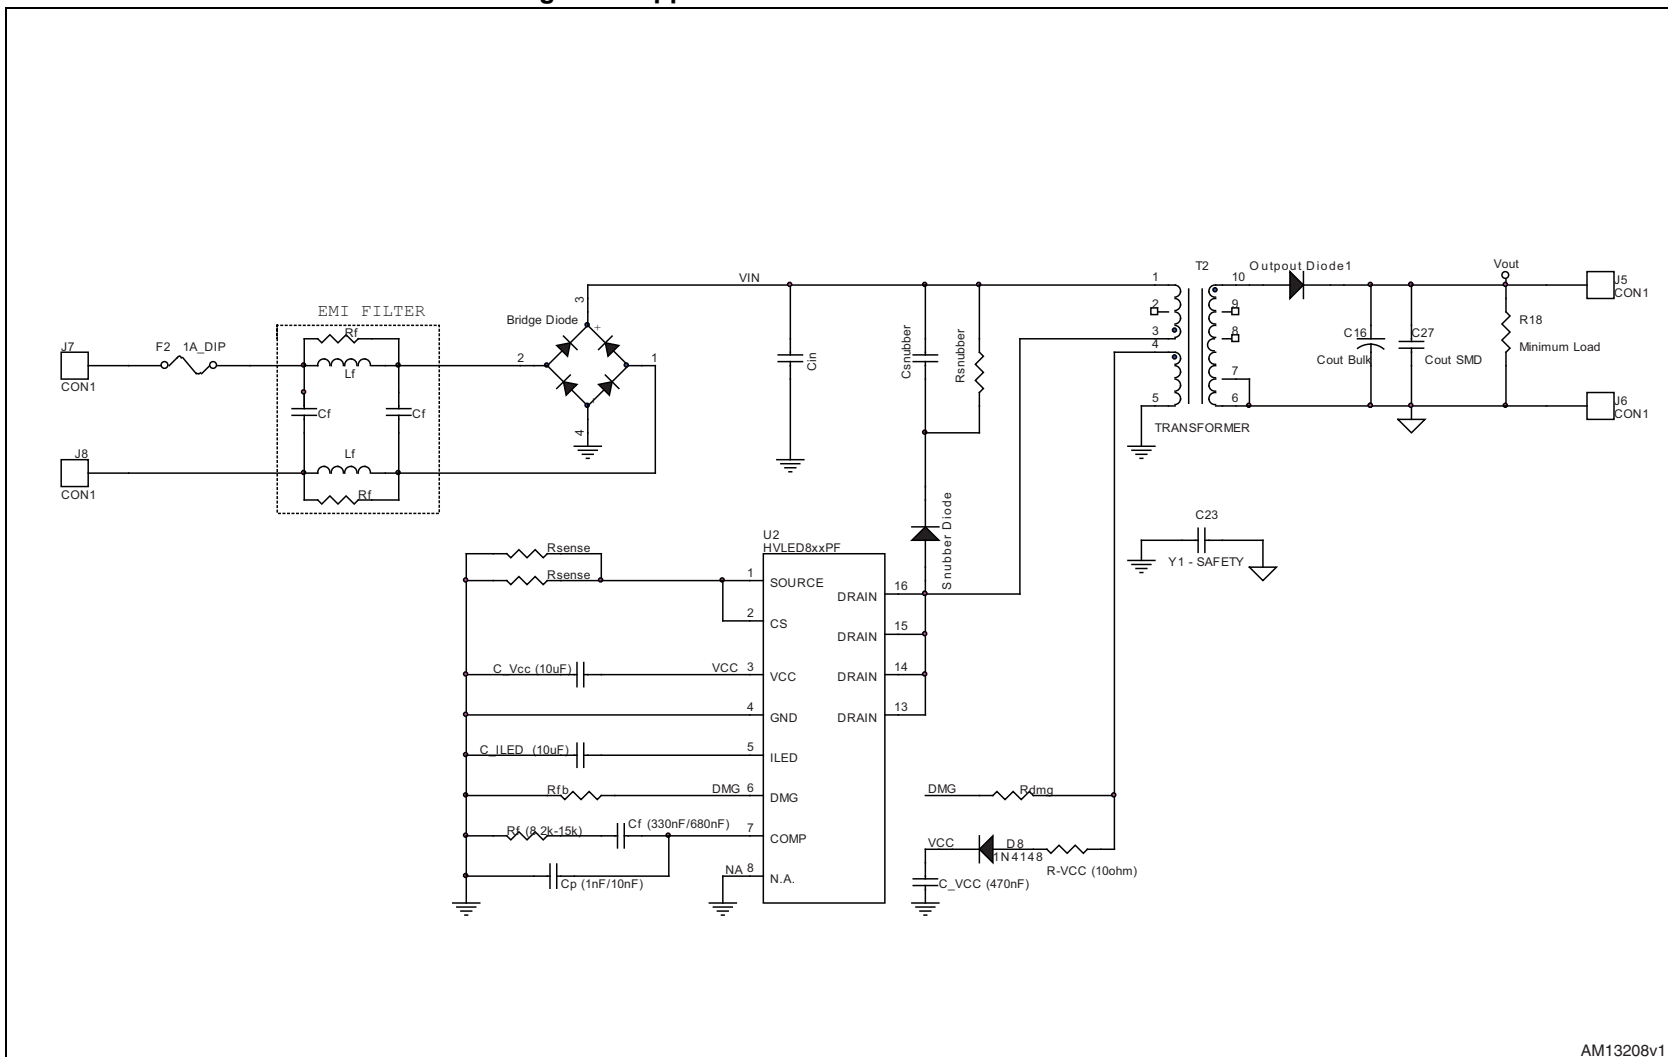 VIN
T2
1
2
3
4
5
10
9
8
7
6
Outpout Diode1
Vout
J5
CON1
EMI FILTER
Rf
Lf
Cf
Cf
Lf
Rf
J7
CON1
F2 1A_DIP
J8
CON1
Bridge Diode
+
3
2
1
4
Cin
Csnubber
Rsnubber
C16
Cout Bulk
C27
Cout SMD
R18
Minimum Load
J6
CON1
TRANSFORMER
Snubber Diode
C23
Y1 - SAFETY
U2
HVLED8xxPF
Rsense
Rsense
1
SOURCE
2
CS
C_Vcc (10uF)
VCC 3
VCC
4
GND
C_ILED (10uF)
5
ILED
Rfb
DMG 6
DMG
Rf (8.2k-15k)
Cf (330nF/680nF)
7
COMP
Cp (1nF/10nF)
NA 8
N.A.
16
DRAIN
15
DRAIN
14
DRAIN
13
DRAIN
DMG
Rdmg
VCC
D8
1N4148
R-VCC (10ohm)
C_VCC (470nF)
AM13208v1